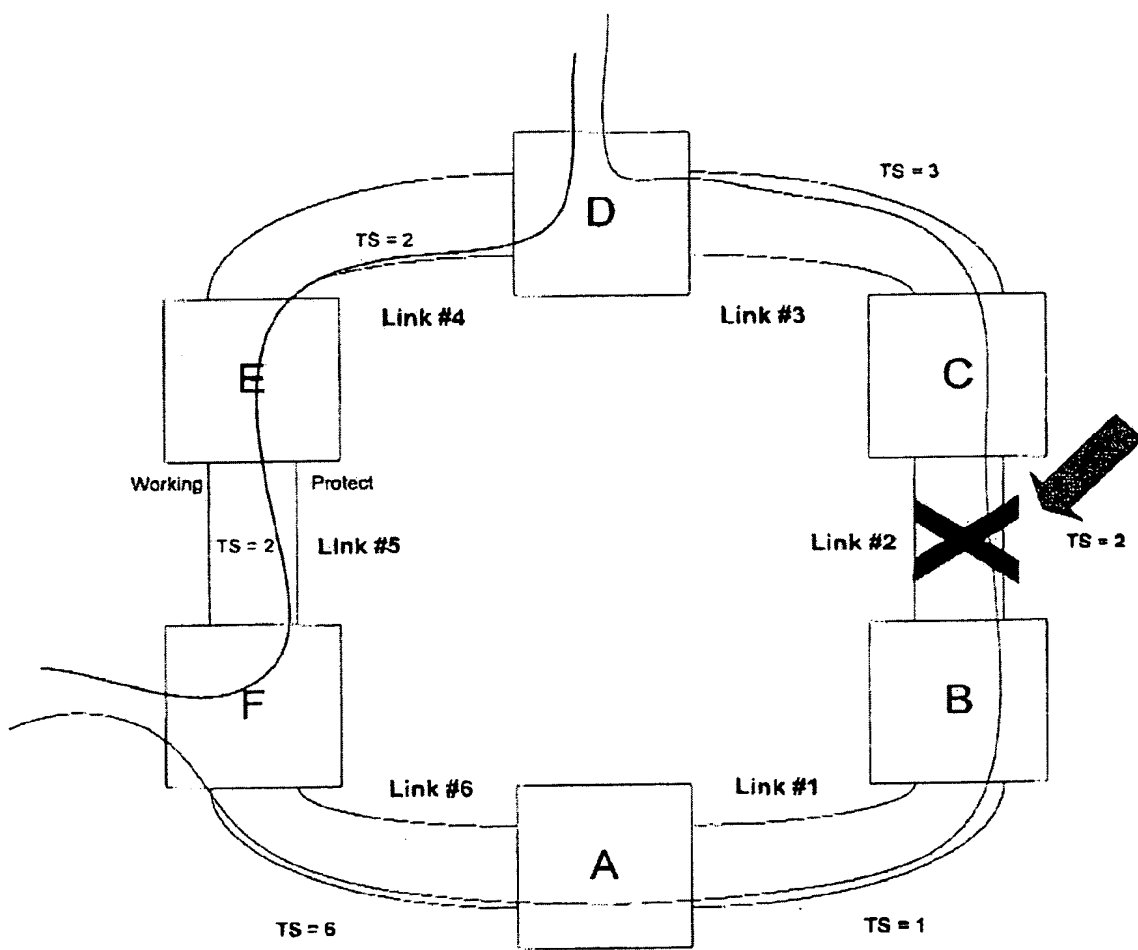 TS = 3
D
TS = 2
Link #4
Link #3
E
C
Working
Protect
TS = 2
Link #5
Link #2
TS = 2
F
B
Link #6
Link #1
A
TS = 6
TS = 1